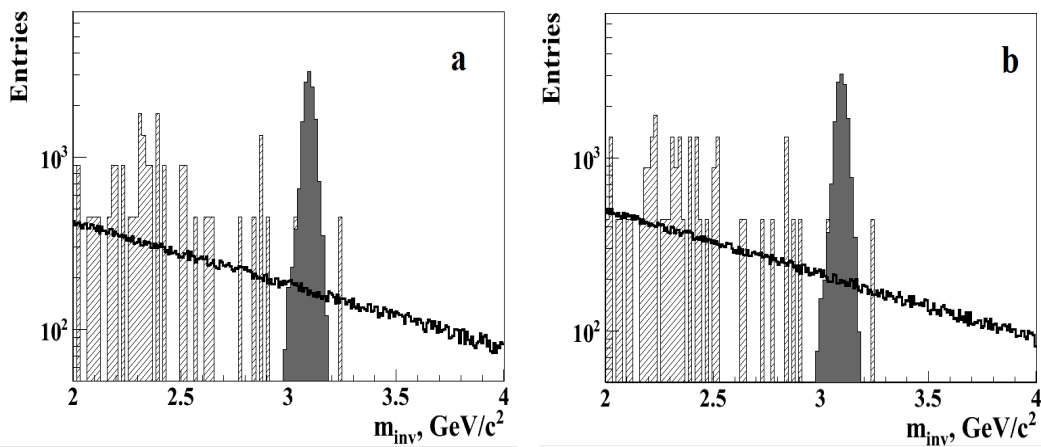 Entries
a
10³
10²
2
2.5
3
3.5
4
m_inv, GeV/c²
Entries
b
10³
10²
2
2.5
3
3.5
4
m_inv, GeV/c²